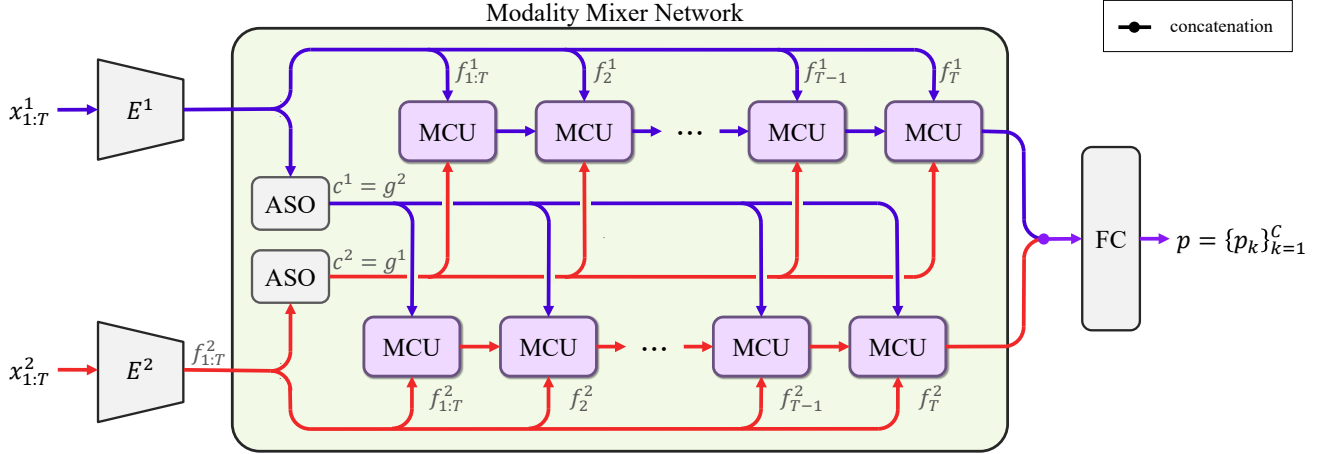 Modality Mixer Network
concatenation
$x^1_{1:T}$
$E^1$
$f^1_{1:T}$
$f^1_2$
$f^1_{T-1}$
$f^1_T$
MCU
MCU
...
MCU
MCU
ASO
$c^1 = g^2$
ASO
$c^2 = g^1$
FC
$p = \{p_k\}^C_{k=1}$
$x^2_{1:T}$
$E^2$
$f^2_{1:T}$
MCU
MCU
...
MCU
MCU
$f^2_{1:T}$
$f^2_2$
$f^2_{T-1}$
$f^2_T$